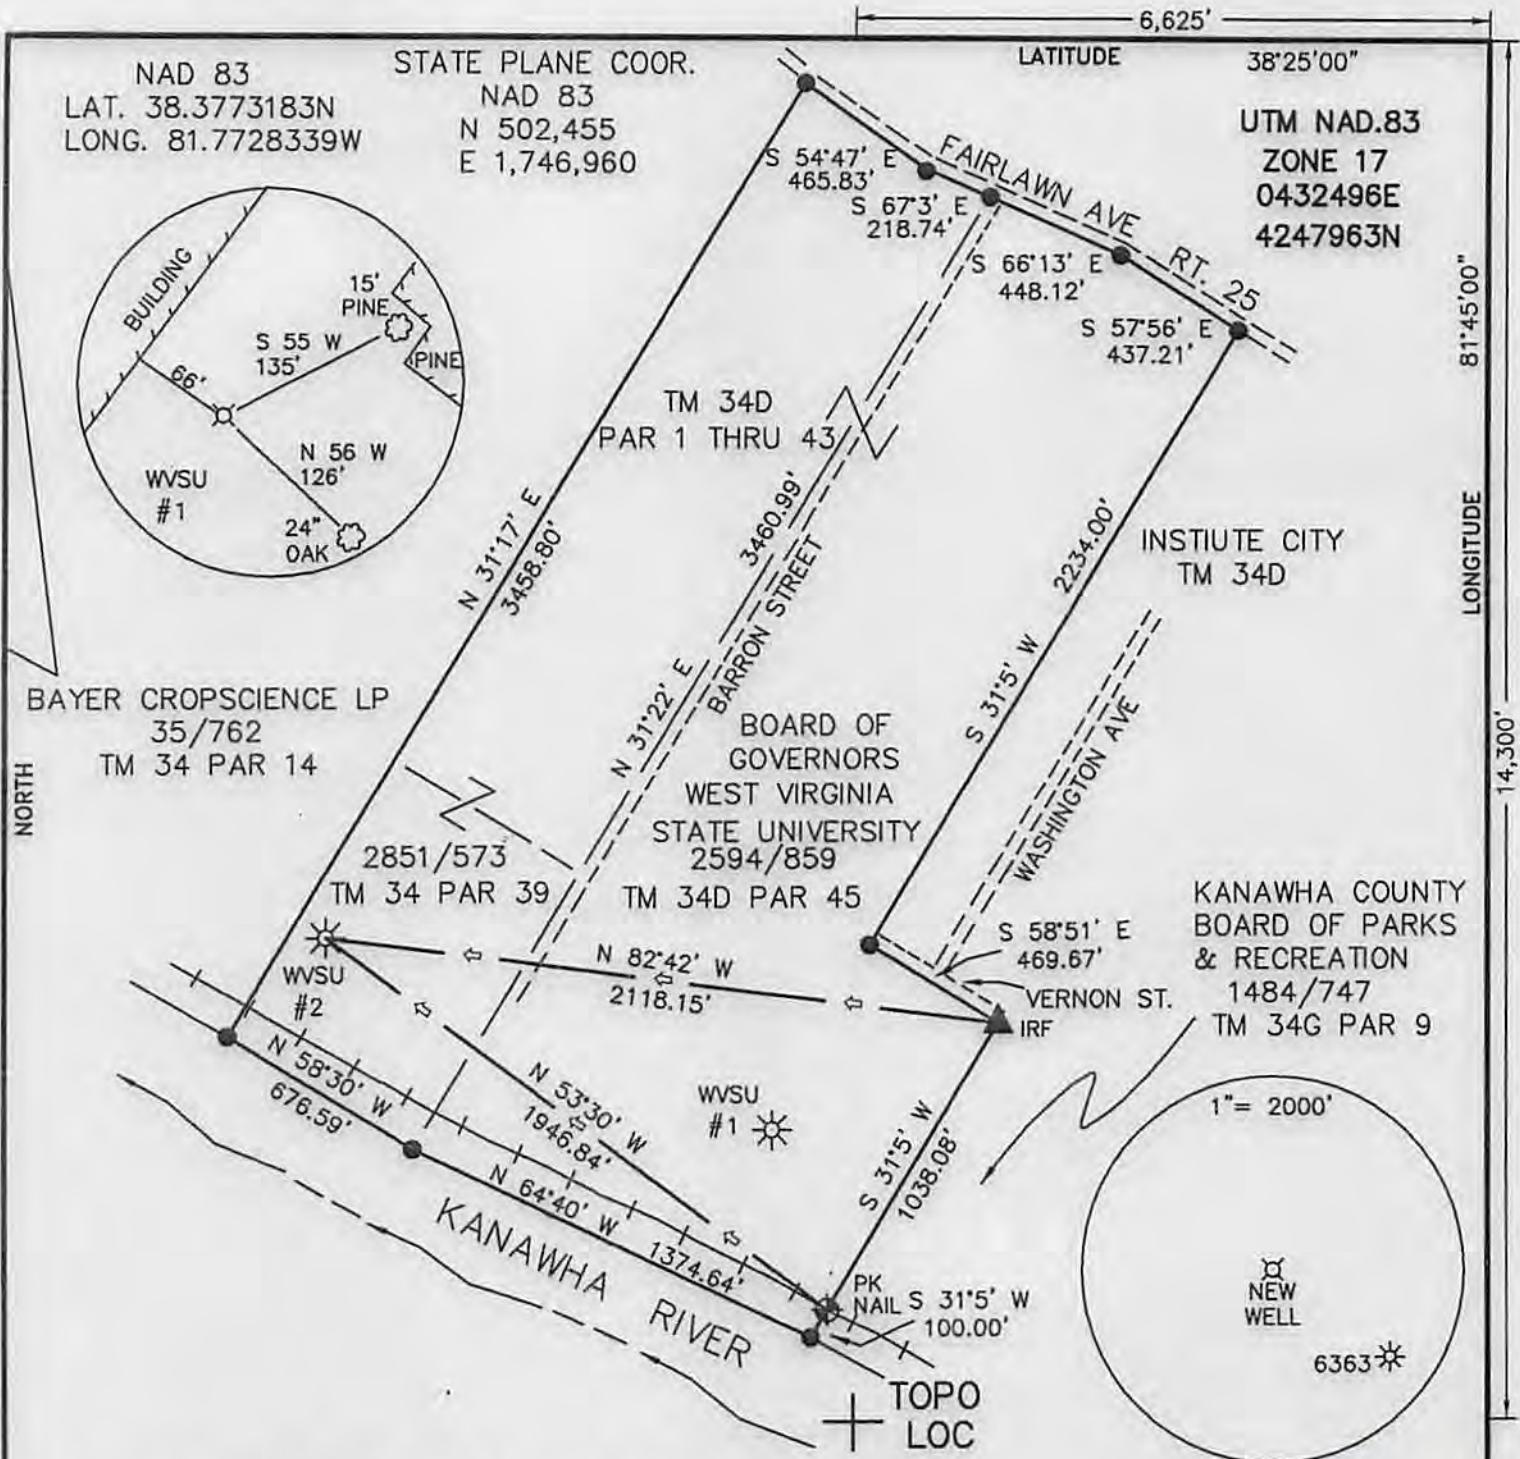 6,625'
LATITUDE 38°25'00"
NAD 83
LAT. 38.3773183N
LONG. 81.7728339W
STATE PLANE COOR.
NAD 83
N 502,455
E 1,746,960
UTM NAD.83
ZONE 17
0432496E
4247963N
S 54°47' E
465.83'
S 67°3' E
218.74'
FAIRLAWN AVE RT. 25
S 66°13' E
448.12'
S 57°56' E
437.21'
81°45'00"
LONGITUDE
14,300'
BUILDING
15'
PINE
PINE
S 55 W
135'
66'
N 56 W
126'
WVSU
#1
24"
OAK
TM 34D
PAR 1 THRU 43
N 31°17' E
3458.80'
3460.99'
N 31°22' E
BARRON STREET
2234.00'
S 31°5' W
INSTIUTE CITY
TM 34D
WASHINGTON AVE
BAYER CROPSCIENCE LP
35/762
TM 34 PAR 14
NORTH
BOARD OF
GOVERNORS
WEST VIRGINIA
STATE UNIVERSITY
2594/859
TM 34D PAR 45
2851/573
TM 34 PAR 39
KANAWHA COUNTY
BOARD OF PARKS
& RECREATION
1484/747
TM 34G PAR 9
S 58°51' E
469.67'
VERNON ST.
IRF
N 82°42' W
2118.15'
WVSU
#2
N 58°30' W
676.59'
N 53°30' W
1946.84'
WVSU
#1
S 31°5' W
1038.08'
N 64°40' W
1374.64'
PK
NAIL
S 31°5' W
100.00'
KANAWHA RIVER
TOPO
LOC
1"= 2000'
NEW
WELL
6363